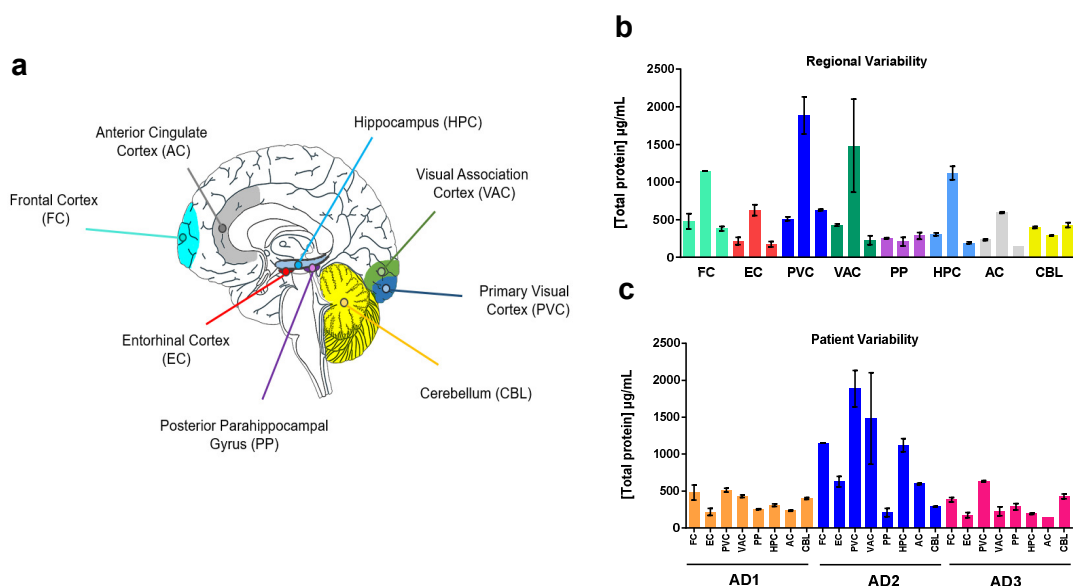 a
Anterior Cingulate
Cortex (AC)
Hippocampus (HPC)
Visual Association
Cortex (VAC)
Frontal Cortex
(FC)
Primary Visual
Cortex (PVC)
Entorhinal Cortex
(EC)
Cerebellum (CBL)
Posterior Parahippocampal
Gyrus (PP)
b
Regional Variability
[Total protein] µg/mL
2500
2000
1500
1000
500
0
FC EC PVC VAC PP HPC AC CBL
c
Patient Variability
[Total protein] µg/mL
2500
2000
1500
1000
500
0
FC EC PVC VAC PP HPC AC CBL FC EC PVC VAC PP HPC AC CBL FC EC PVC VAC PP HPC AC CBL
AD1 AD2 AD3